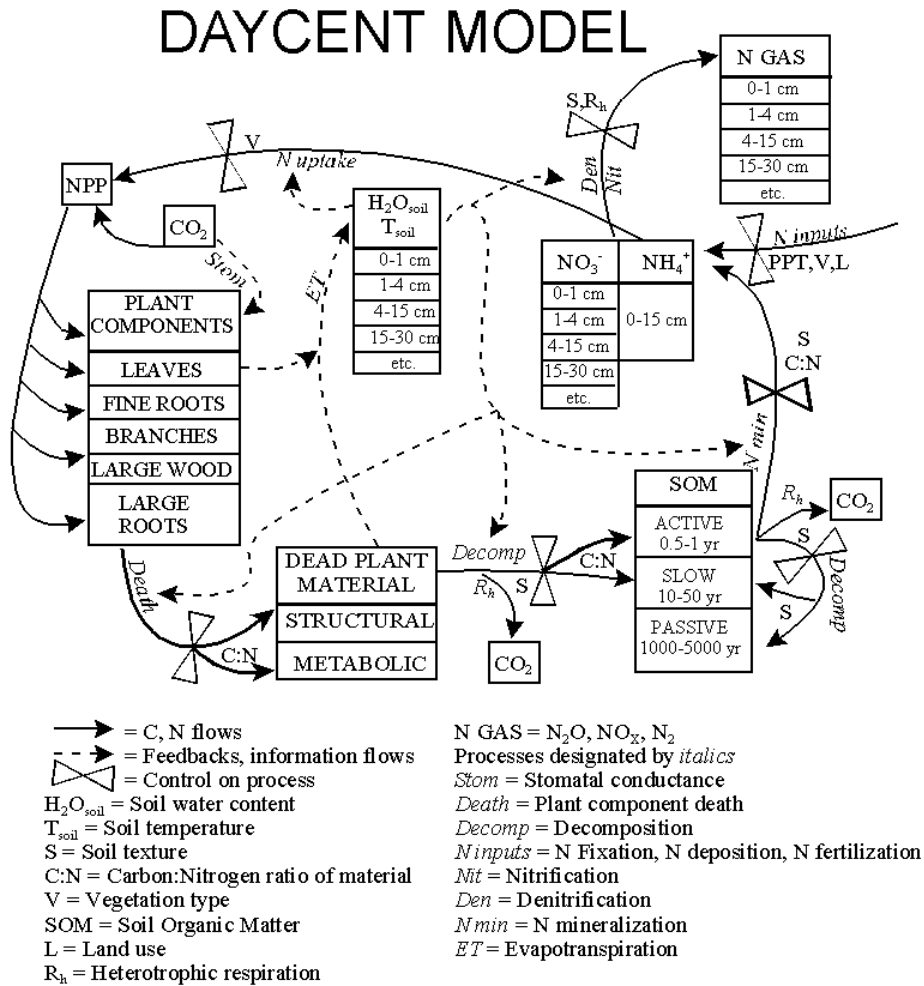 DAYCENT MODEL
N GAS
0-1 cm
1-4 cm
4-15 cm
15-30 cm
etc.
S,Rh
Den
Nit
V
N uptake
NPP
CO2
Stom
ET
H2Osoil
Tsoil
0-1 cm
1-4 cm
4-15 cm
15-30 cm
etc.
N inputs
PPT,V,L
NO3- NH4+
0-1 cm
1-4 cm
4-15 cm
15-30 cm
etc.
0-15 cm
S
C:N
N min
PLANT
COMPONENTS
LEAVES
FINE ROOTS
BRANCHES
LARGE WOOD
LARGE
ROOTS
Death
C:N
DEAD PLANT
MATERIAL
STRUCTURAL
METABOLIC
Decomp
Rh
S
C:N
CO2
SOM
ACTIVE
0.5-1 yr
SLOW
10-50 yr
PASSIVE
1000-5000 yr
Rh
CO2
S
Decomp
S
= C, N flows
= Feedbacks, information flows
= Control on process
H2Osoil = Soil water content
Tsoil = Soil temperature
S = Soil texture
C:N = Carbon:Nitrogen ratio of material
V = Vegetation type
SOM = Soil Organic Matter
L = Land use
Rh = Heterotrophic respiration
N GAS = N2O, NOX, N2
Processes designated by italics
Stom = Stomatal conductance
Death = Plant component death
Decomp = Decomposition
N inputs = N Fixation, N deposition, N fertilization
Nit = Nitrification
Den = Denitrification
N min = N mineralization
ET = Evapotranspiration